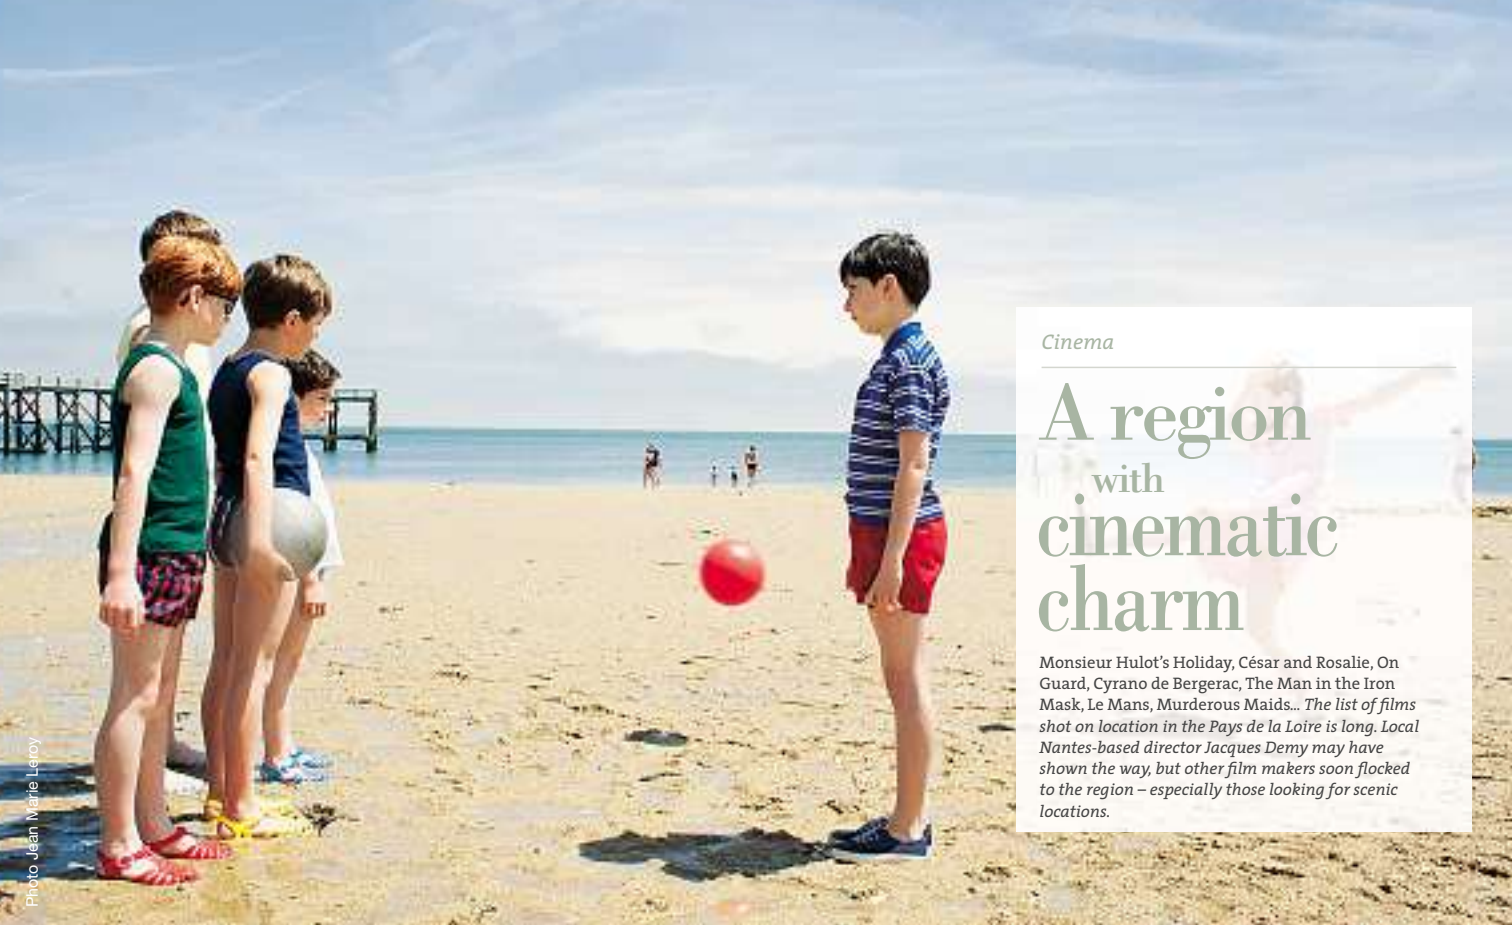 Cinema
A region
with
cinematic
charm
Monsieur Hulot's Holiday, César and Rosalie, On
Guard, Cyrano de Bergerac, The Man in the Iron
Mask, Le Mans, Murderous Maids... The list of films
shot on location in the Pays de la Loire is long. Local
Nantes-based director Jacques Demy may have
shown the way, but other film makers soon flocked
to the region – especially those looking for scenic
locations.
Photo Jean Marie Leroy